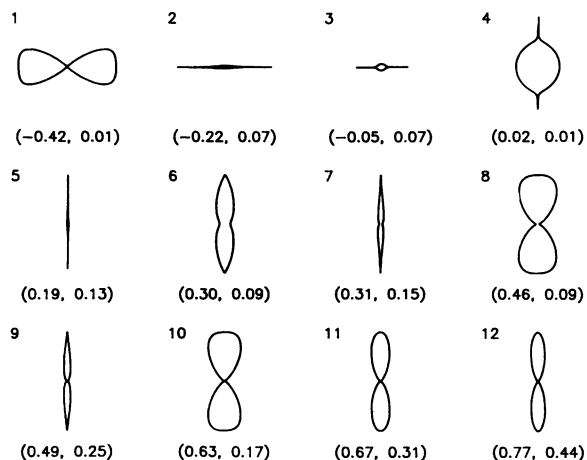 1 2 3 4
(−0.42, 0.01) (−0.22, 0.07) (−0.05, 0.07) (0.02, 0.01)
5 6 7 8
(0.19, 0.13) (0.30, 0.09) (0.31, 0.15) (0.46, 0.09)
9 10 11 12
(0.49, 0.25) (0.63, 0.17) (0.67, 0.31) (0.77, 0.44)